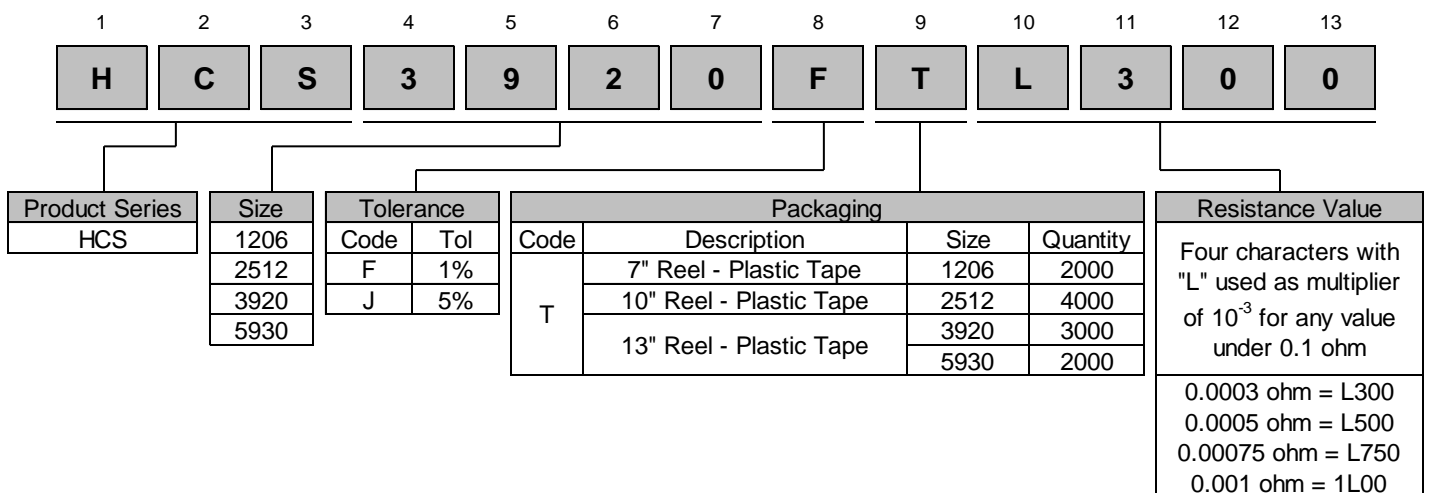 1 2 3 4 5 6 7 8 9 10 11 12 13
H C S 3 9 2 0 F T L 3 0 0
Product Series
HCS
Size
1206
2512
3920
5930
Tolerance
Code Tol
F 1%
J 5%
Packaging
Code Description Size Quantity
T
7" Reel - Plastic Tape 1206 2000
10" Reel - Plastic Tape 2512 4000
13" Reel - Plastic Tape 3920 3000
5930 2000
Resistance Value
Four characters with
"L" used as multiplier
of 10⁻³ for any value
under 0.1 ohm
0.0003 ohm = L300
0.0005 ohm = L500
0.00075 ohm = L750
0.001 ohm = 1L00